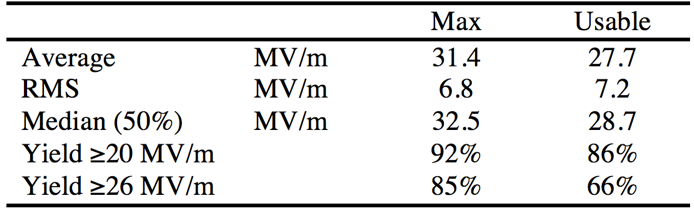 Max Usable
Average MV/m 31.4 27.7
RMS MV/m 6.8 7.2
Median (50%) MV/m 32.5 28.7
Yield ≥20 MV/m 92% 86%
Yield ≥26 MV/m 85% 66%